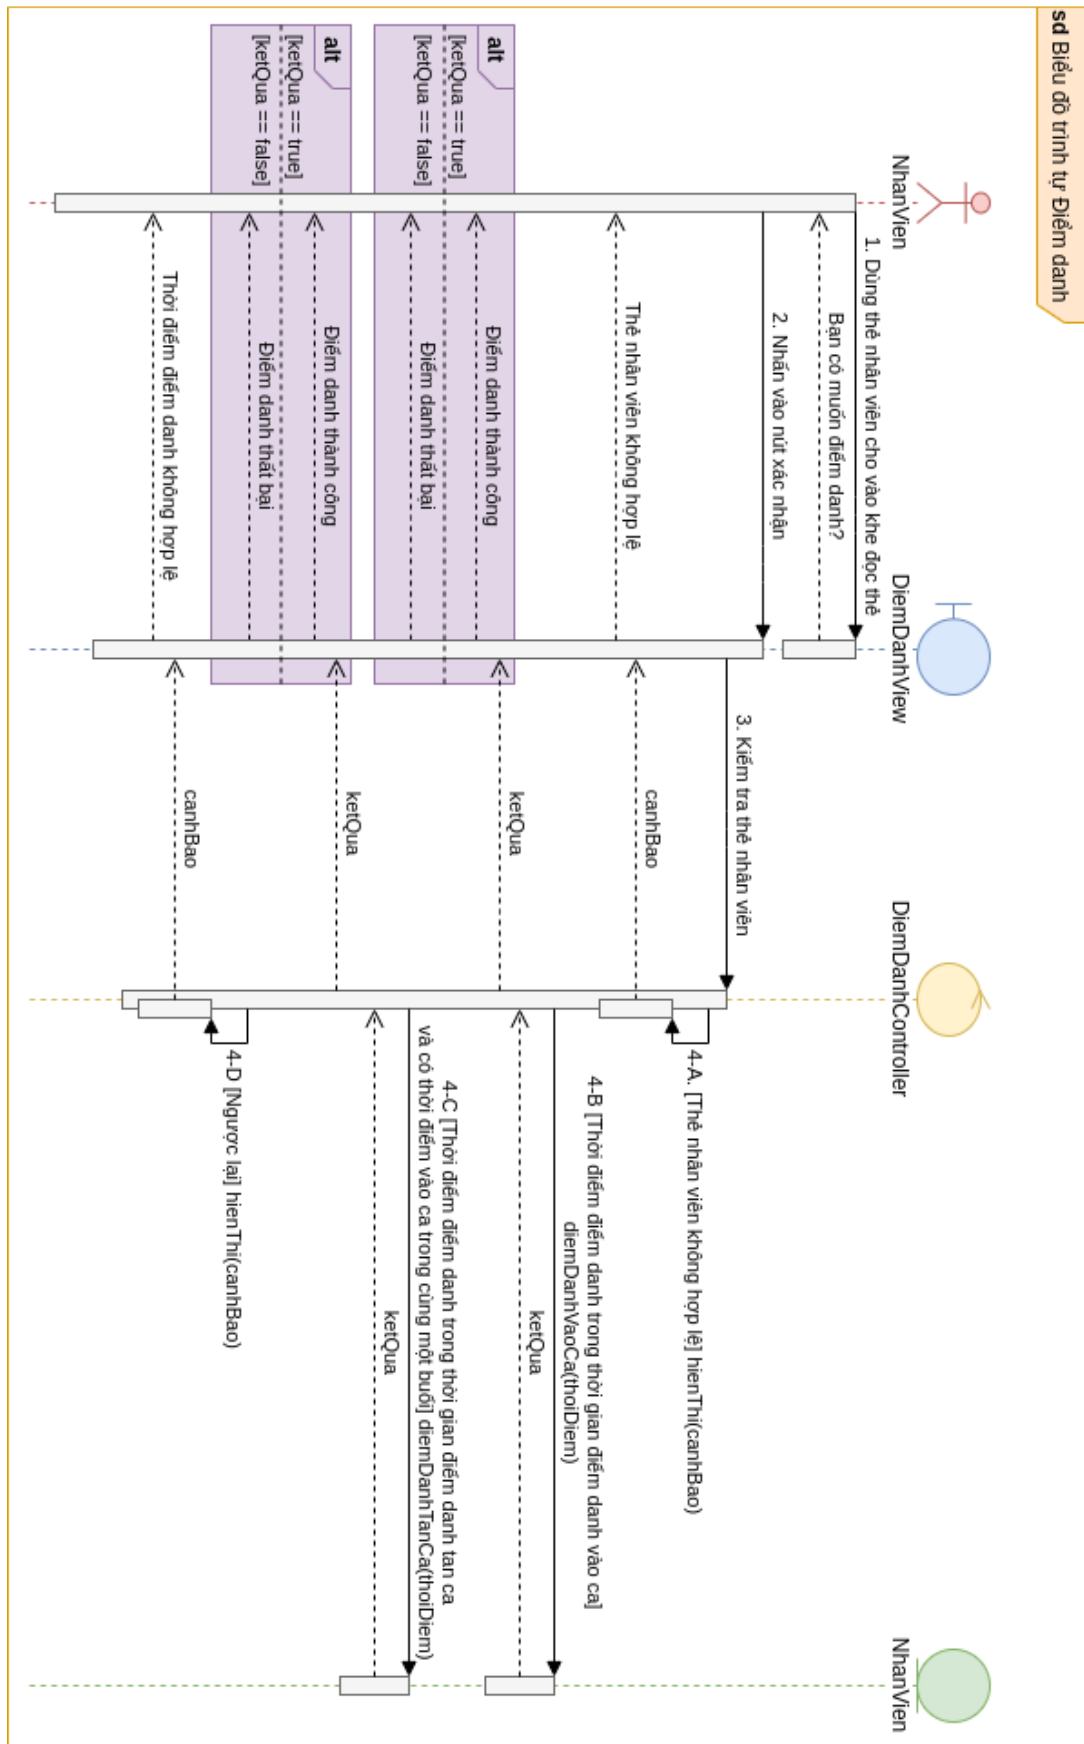 sd Biểu đồ trình tự Điểm danh
NhanVien
DiemDanhView
DiemDanhController
NhanVien
1. Dùng thẻ nhân viên cho vào khe đọc thẻ
Bạn có muốn điểm danh?
2. Nhấn vào nút xác nhận
3. Kiểm tra thẻ nhân viên
4-A. [Thẻ nhân viên không hợp lệ] hienThi(canhBao)
canhBao
Thẻ nhân viên không hợp lệ
4-B [Thời điểm điểm danh trong thời gian điểm danh vào ca]
diemDanhVaoCa(thoiDiem)
ketQua
ketQua
alt
[ketQua == true]
Điểm danh thành công
[ketQua == false]
Điểm danh thất bại
4-C [Thời điểm điểm danh trong thời gian điểm danh tan ca
và có thời điểm vào ca trong cùng một buổi] diemDanhTanCa(thoiDiem)
ketQua
ketQua
alt
[ketQua == true]
Điểm danh thành công
[ketQua == false]
Điểm danh thất bại
4-D [Ngược lại] hienThi(canhBao)
canhBao
Thời điểm điểm danh không hợp lệ